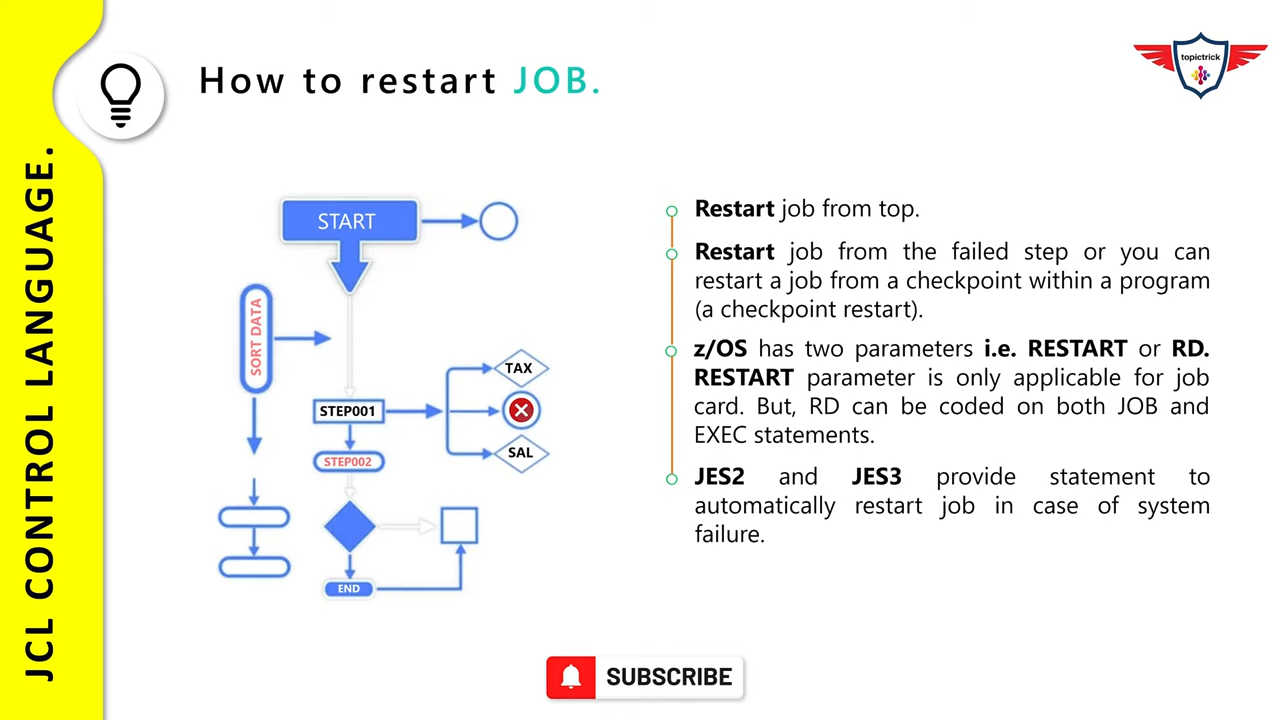 How to restart JOB.
topictrick
JCL CONTROL LANGUAGE.
START
SORT DATA
TAX
STEP001
SAL
STEP002
END
Restart job from top.
Restart job from the failed step or you can
restart a job from a checkpoint within a program
(a checkpoint restart).
z/OS has two parameters i.e. RESTART or RD.
RESTART parameter is only applicable for job
card. But, RD can be coded on both JOB and
EXEC statements.
JES2 and JES3 provide statement to
automatically restart job in case of system
failure.
SUBSCRIBE